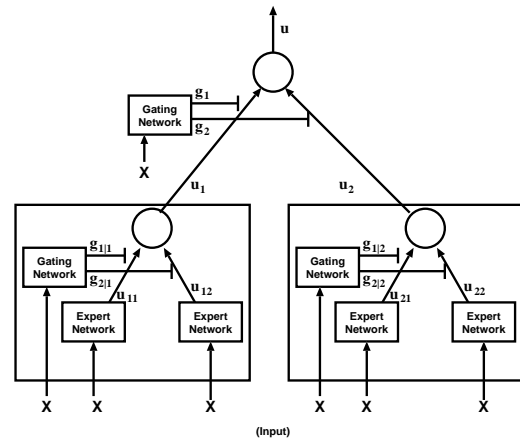 u
g1
Gating
Network
g2
X
u1
u2
g1|1
Gating
Network
g2|1
u11
u12
Expert
Network
Expert
Network
g1|2
Gating
Network
g2|2
u21
u22
Expert
Network
Expert
Network
X X X X X X
(Input)